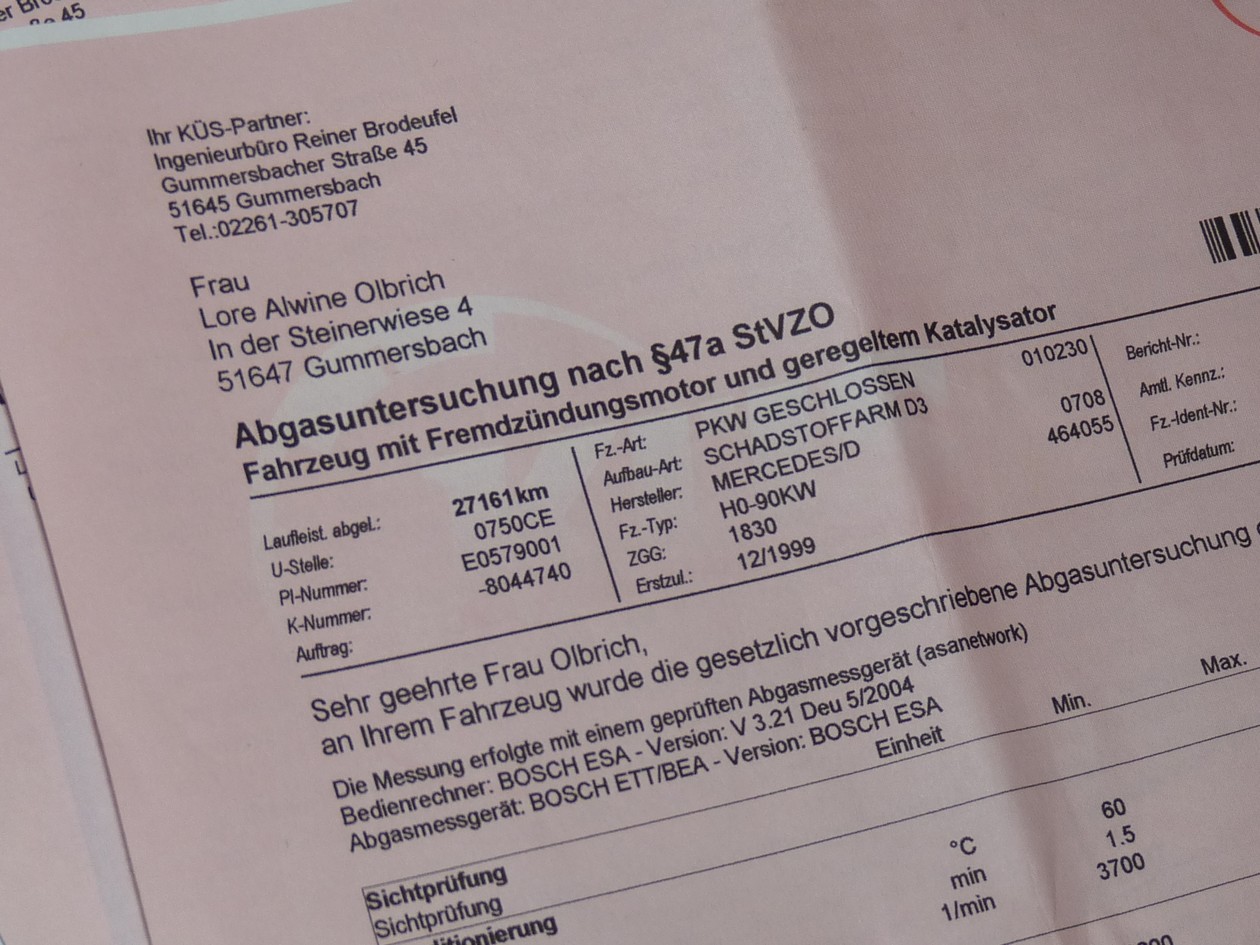 45
Ihr KÜS-Partner:
Ingenieurbüro Reiner Brodeufel
Gummersbacher Straße 45
51645 Gummersbach
Tel.:02261-305707
Frau
Lore Alwine Olbrich
In der Steinerwiese 4
51647 Gummersbach
Abgasuntersuchung nach §47a StVZO
Fahrzeug mit Fremdzündungsmotor und geregeltem Katalysator
Laufleist. abgel.: 27161km
U-Stelle: 0750CE
PI-Nummer: E0579001
K-Nummer: -8044740
Auftrag:
Fz.-Art: PKW GESCHLOSSEN 010230
Aufbau-Art: SCHADSTOFFARM D3
Hersteller: MERCEDES/D 0708
Fz.-Typ: H0-90KW 464055
ZGG: 1830
Erstzul.: 12/1999
Bericht-Nr.:
Amtl. Kennz.:
Fz.-Ident-Nr.:
Prüfdatum:
Sehr geehrte Frau Olbrich,
an Ihrem Fahrzeug wurde die gesetzlich vorgeschriebene Abgasuntersuchung
Die Messung erfolgte mit einem geprüften Abgasmessgerät (asanetwork)
Bedienrechner: BOSCH ESA - Version: V 3.21 Deu 5/2004
Abgasmessgerät: BOSCH ETT/BEA - Version: BOSCH ESA
Einheit Min. Max.
Sichtprüfung
Sichtprüfung
°C 60
min 1.5
1/min 3700